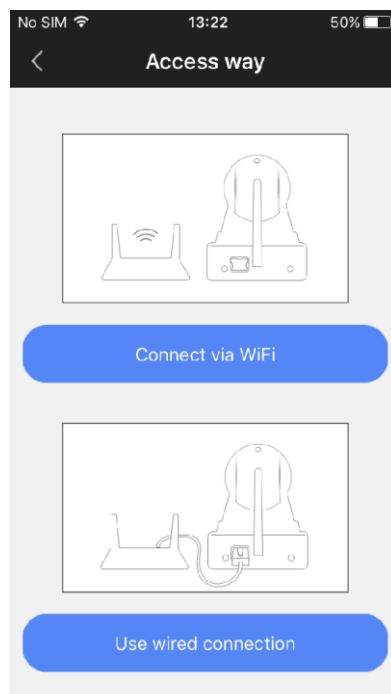 No SIM 13:22 50%
Access way
Connect via WiFi
Use wired connection